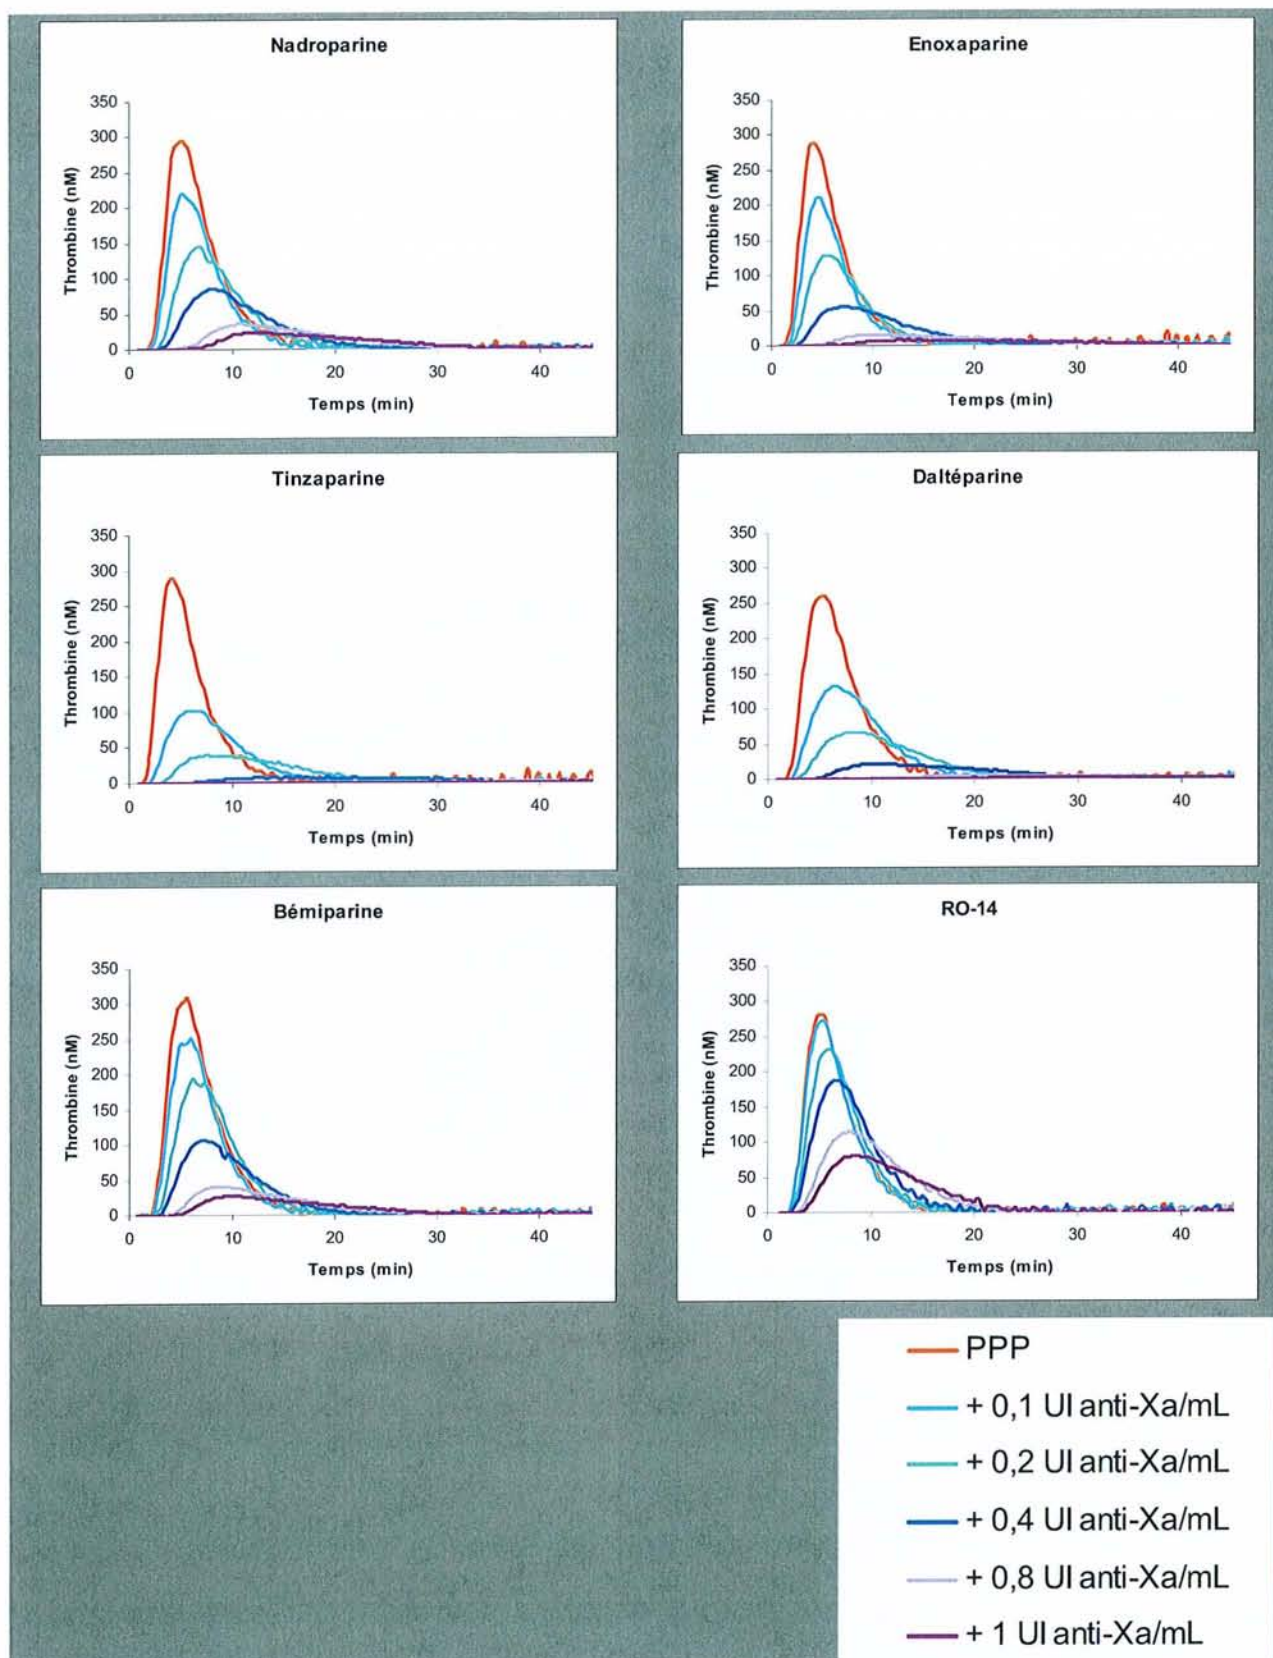 Nadroparine
350
300
250
200
150
100
50
0
Thrombine (nM)
0 10 20 30 40
Temps (min)
Enoxaparine
350
300
250
200
150
100
50
0
Thrombine (nM)
0 10 20 30 40
Temps (min)
Tinzaparine
350
300
250
200
150
100
50
0
Thrombine (nM)
0 10 20 30 40
Temps (min)
Daltéparine
350
300
250
200
150
100
50
0
Thrombine (nM)
0 10 20 30 40
Temps (min)
Bémiparine
350
300
250
200
150
100
50
0
Thrombine (nM)
0 10 20 30 40
Temps (min)
RO-14
350
300
250
200
150
100
50
0
Thrombine (nM)
0 10 20 30 40
Temps (min)
PPP
+ 0,1 UI anti-Xa/mL
+ 0,2 UI anti-Xa/mL
+ 0,4 UI anti-Xa/mL
+ 0,8 UI anti-Xa/mL
+ 1 UI anti-Xa/mL